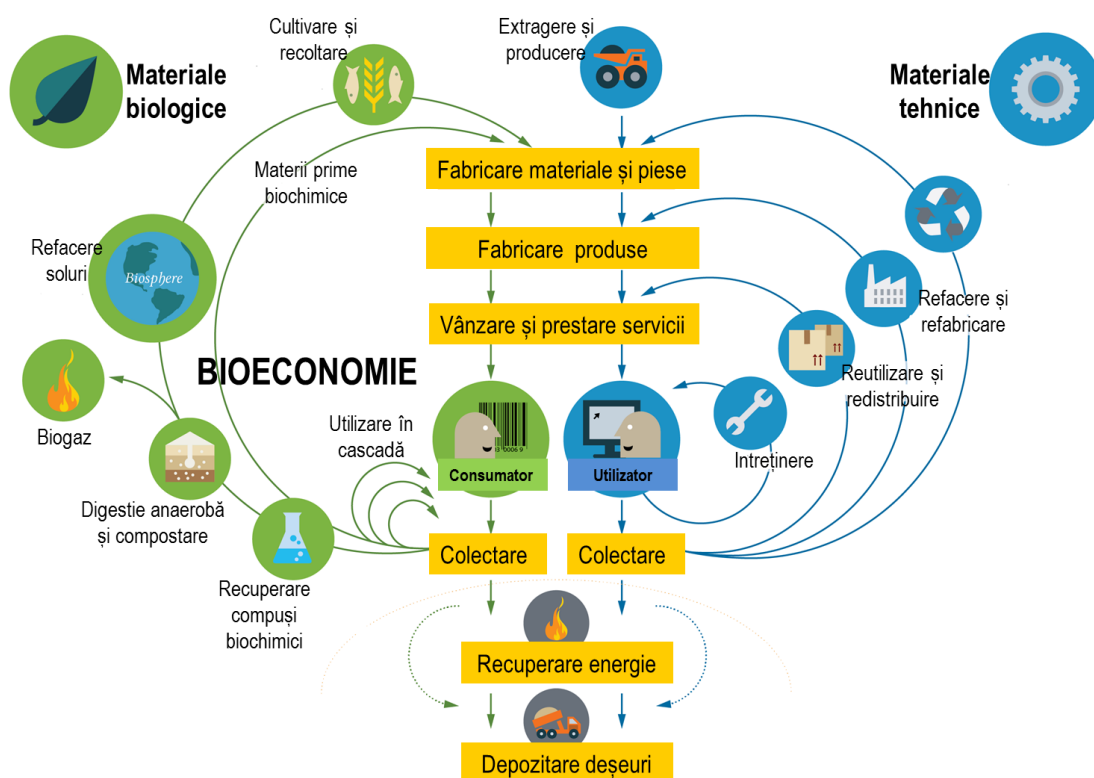 Cultivare și
recoltare
Extragere și
producere
Materiale
biologice
Materiale
tehnice
Materii prime
biochimice
Fabricare materiale și piese
Refacere
soluri
Biosphere
Fabricare produse
Refacere și
refabricare
Vânzare și prestare servicii
BIOECONOMIE
Reutilizare și
redistribuire
Biogaz
Utilizare în
cascadă
Intreținere
Consumator
Utilizator
Digestie anaerobă
și compostare
Colectare
Colectare
Recuperare
compuși
biochimici
Recuperare energie
Depozitare deșeuri